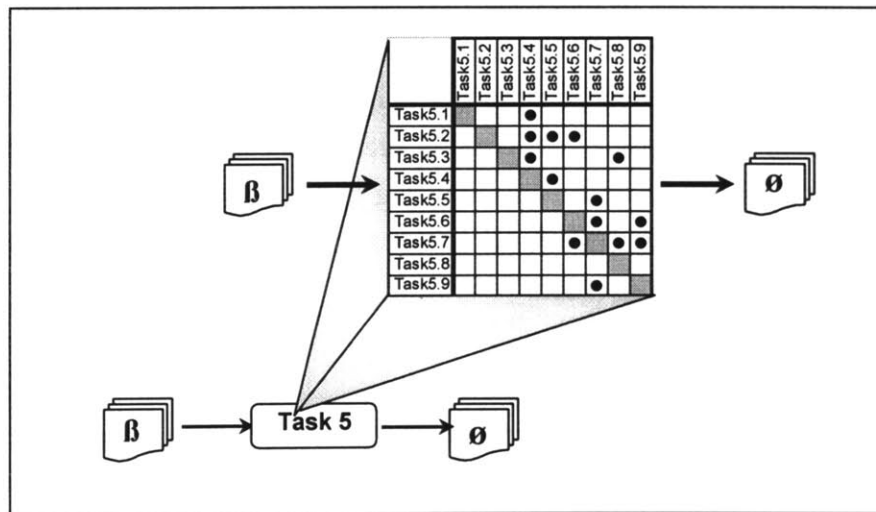 Task5.1
Task5.2
Task5.3
Task5.4
Task5.5
Task5.6
Task5.7
Task5.8
Task5.9
Task5.1
Task5.2
Task5.3
Task5.4
Task5.5
Task5.6
Task5.7
Task5.8
Task5.9
ß
Ø
ß
Task 5
Ø